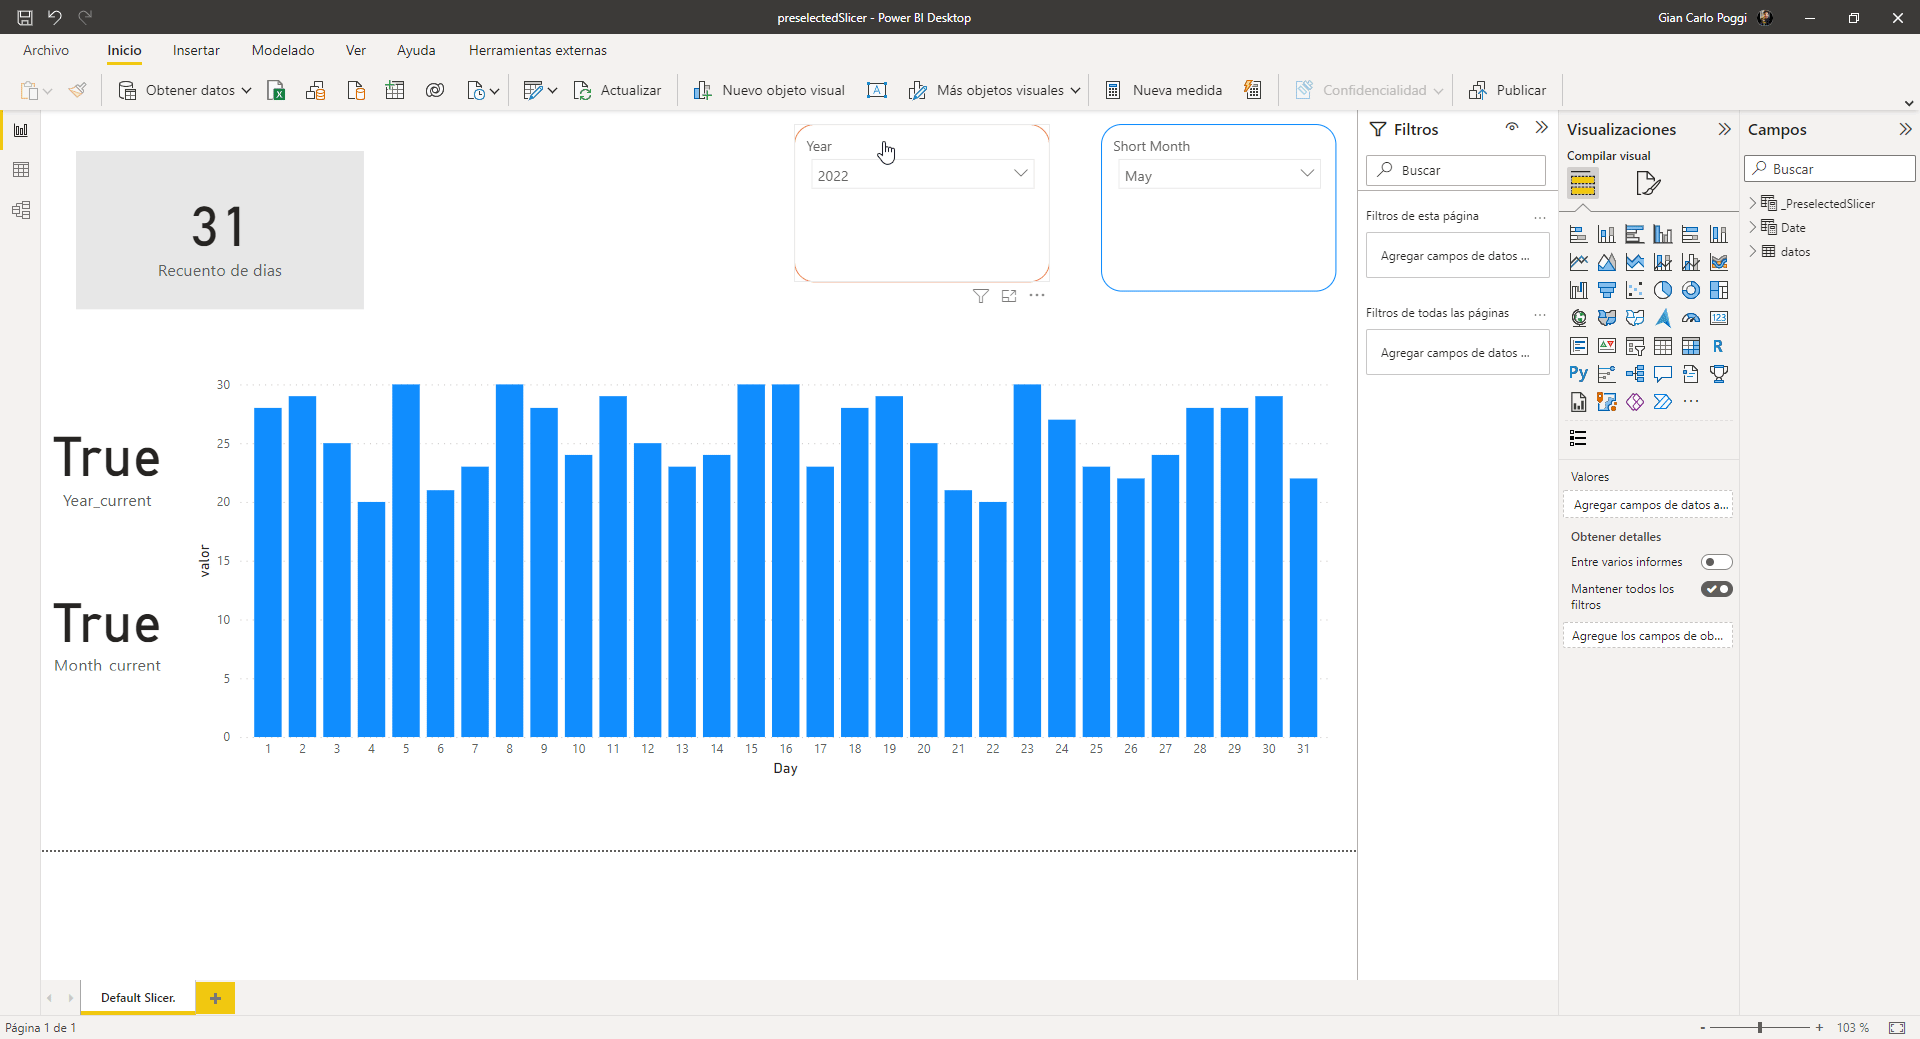 preselectedSlicer - Power BI Desktop
Gian Carlo Poggi
Archivo
Inicio
Insertar
Modelado
Ver
Ayuda
Herramientas externas
Obtener datos
Actualizar
Nuevo objeto visual
Más objetos visuales
Nueva medida
Confidencialidad
Publicar
31
Recuento de dias
Year
2022
Short Month
May
True
Year_current
True
Month current
valor
30
25
20
15
10
5
0
1 2 3 4 5 6 7 8 9 10 11 12 13 14 15 16 17 18 19 20 21 22 23 24 25 26 27 28 29 30 31
Day
Filtros
Buscar
Filtros de esta página
...
Agregar campos de datos ...
Filtros de todas las páginas
...
Agregar campos de datos ...
Visualizaciones
Compilar visual
123
R
Py
...
Valores
Agregar campos de datos a...
Obtener detalles
Entre varios informes
Mantener todos los
filtros
Agregue los campos de ob...
Campos
Buscar
_PreselectedSlicer
Date
datos
Default Slicer.
+
Página 1 de 1
- + 103 %